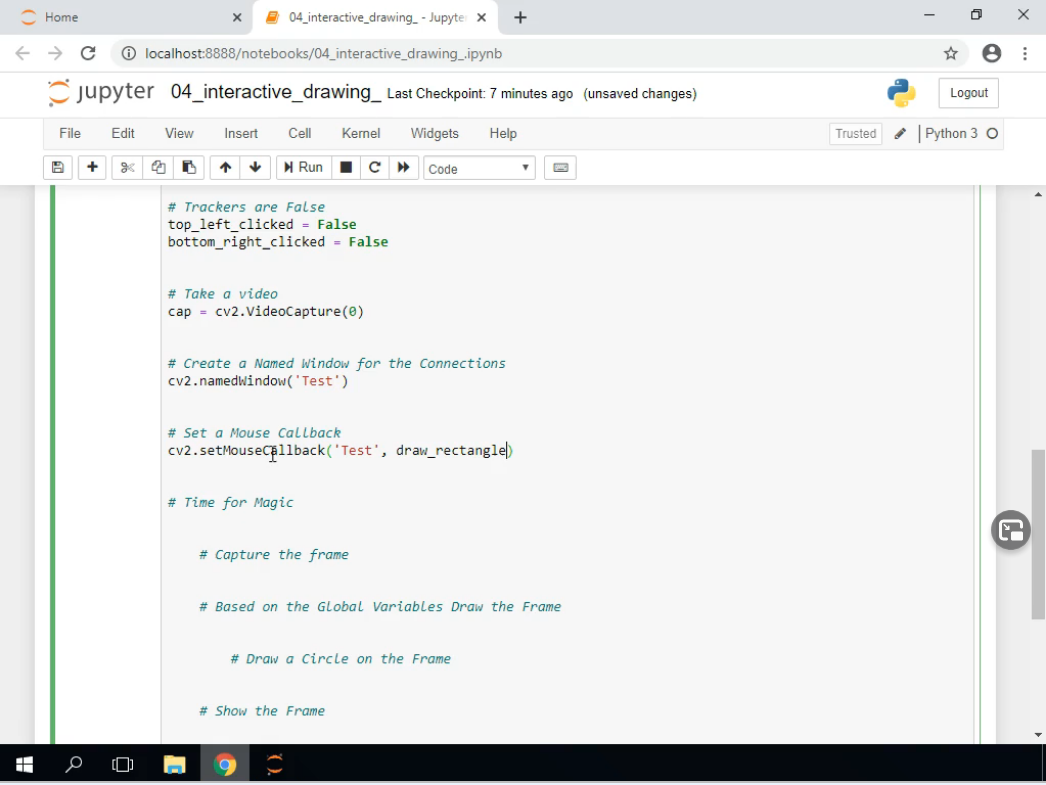 Home
04_interactive_drawing_ - Jupyte
localhost:8888/notebooks/04_interactive_drawing_.ipynb
jupyter 04_interactive_drawing_ Last Checkpoint: 7 minutes ago (unsaved changes)
Logout
File Edit View Insert Cell Kernel Widgets Help
Trusted Python 3
Run Code
# Trackers are False
top_left_clicked = False
bottom_right_clicked = False
# Take a video
cap = cv2.VideoCapture(0)
# Create a Named Window for the Connections
cv2.namedWindow('Test')
# Set a Mouse Callback
cv2.setMouseCallback('Test', draw_rectangle)
# Time for Magic
# Capture the frame
# Based on the Global Variables Draw the Frame
# Draw a Circle on the Frame
# Show the Frame